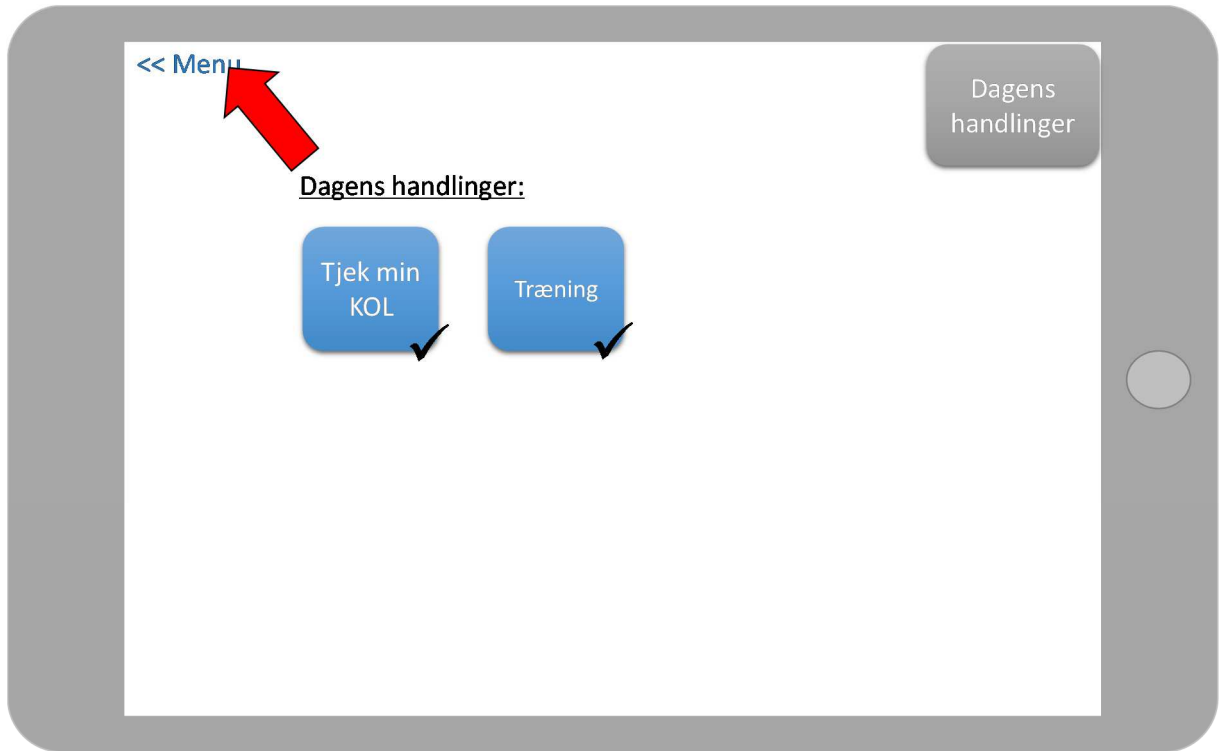 << Menu
Dagens
handlinger
Dagens handlinger:
Tjek min
KOL
Træning